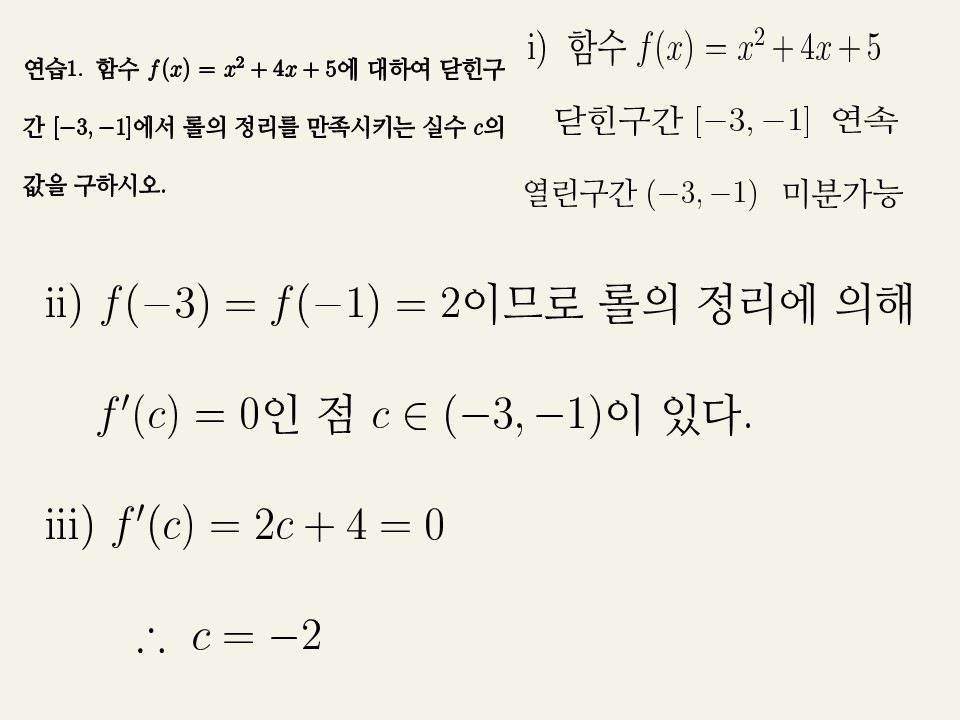 연습1. 함수 f(x) = x² + 4x + 5에 대하여 닫힌구
간 [−3, −1]에서 롤의 정리를 만족시키는 실수 c의
값을 구하시오.
i) 함수 f(x) = x² + 4x + 5
닫힌구간 [−3, −1] 연속
열린구간 (−3, −1) 미분가능
ii) f(−3) = f(−1) = 2이므로 롤의 정리에 의해
f′(c) = 0인 점 c ∈ (−3, −1)이 있다.
iii) f′(c) = 2c + 4 = 0
∴ c = −2